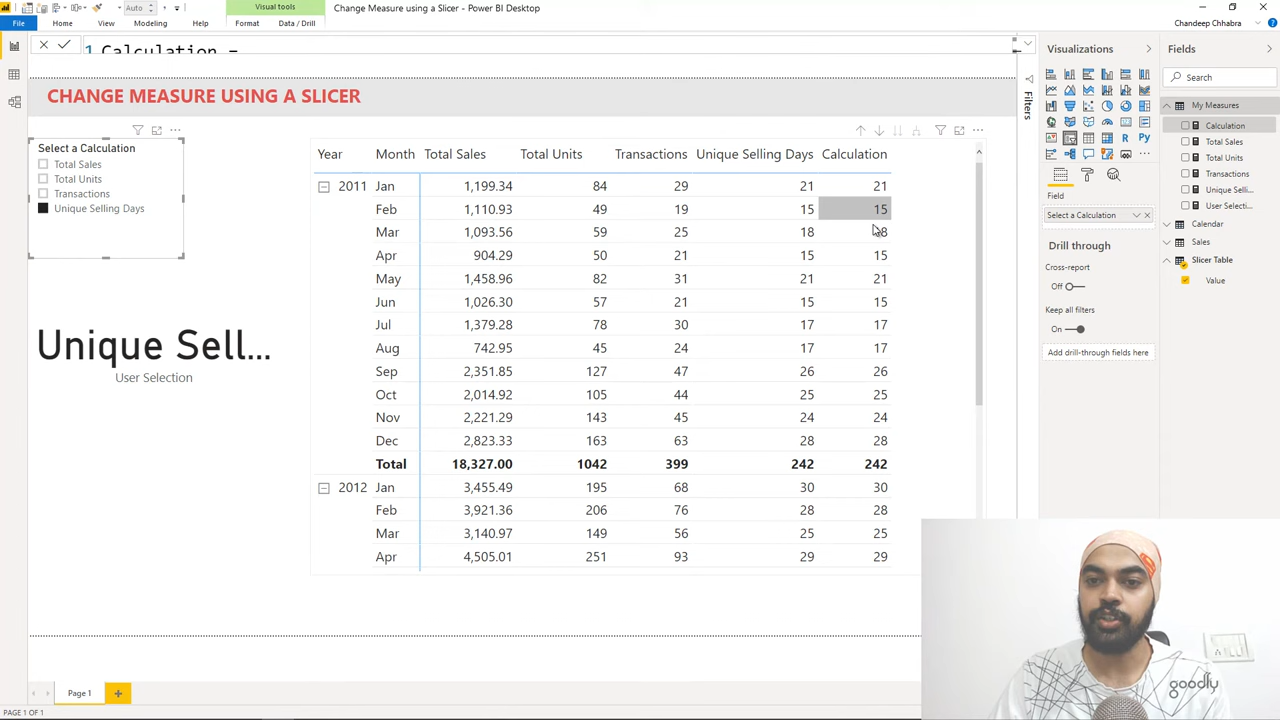 Auto
Visual tools
Change Measure using a Slicer - Power BI Desktop
Chandeep Chhabra
File Home View Modeling Help Format Data / Drill
1 Calculation =
CHANGE MEASURE USING A SLICER
Select a Calculation
Total Sales
Total Units
Transactions
Unique Selling Days
Unique Sell...
User Selection
Year Month Total Sales Total Units Transactions Unique Selling Days Calculation
2011 Jan 1,199.34 84 29 21 21
Feb 1,110.93 49 19 15 15
Mar 1,093.56 59 25 18 8
Apr 904.29 50 21 15 15
May 1,458.96 82 31 21 21
Jun 1,026.30 57 21 15 15
Jul 1,379.28 78 30 17 17
Aug 742.95 45 24 17 17
Sep 2,351.85 127 47 26 26
Oct 2,014.92 105 44 25 25
Nov 2,221.29 143 45 24 24
Dec 2,823.33 163 63 28 28
Total 18,327.00 1042 399 242 242
2012 Jan 3,455.49 195 68 30 30
Feb 3,921.36 206 76 28 28
Mar 3,140.97 149 56 25 25
Apr 4,505.01 251 93 29 29
Filters
Visualizations
R Py
Field
Select a Calculation
Drill through
Cross-report
Off
Keep all filters
On
Add drill-through fields here
Fields
Search
My Measures
Calculation
Total Sales
Total Units
Transactions
Unique Selli...
User Selecti...
Calendar
Sales
Slicer Table
Value
goodly
Page 1
PAGE 1 OF 1